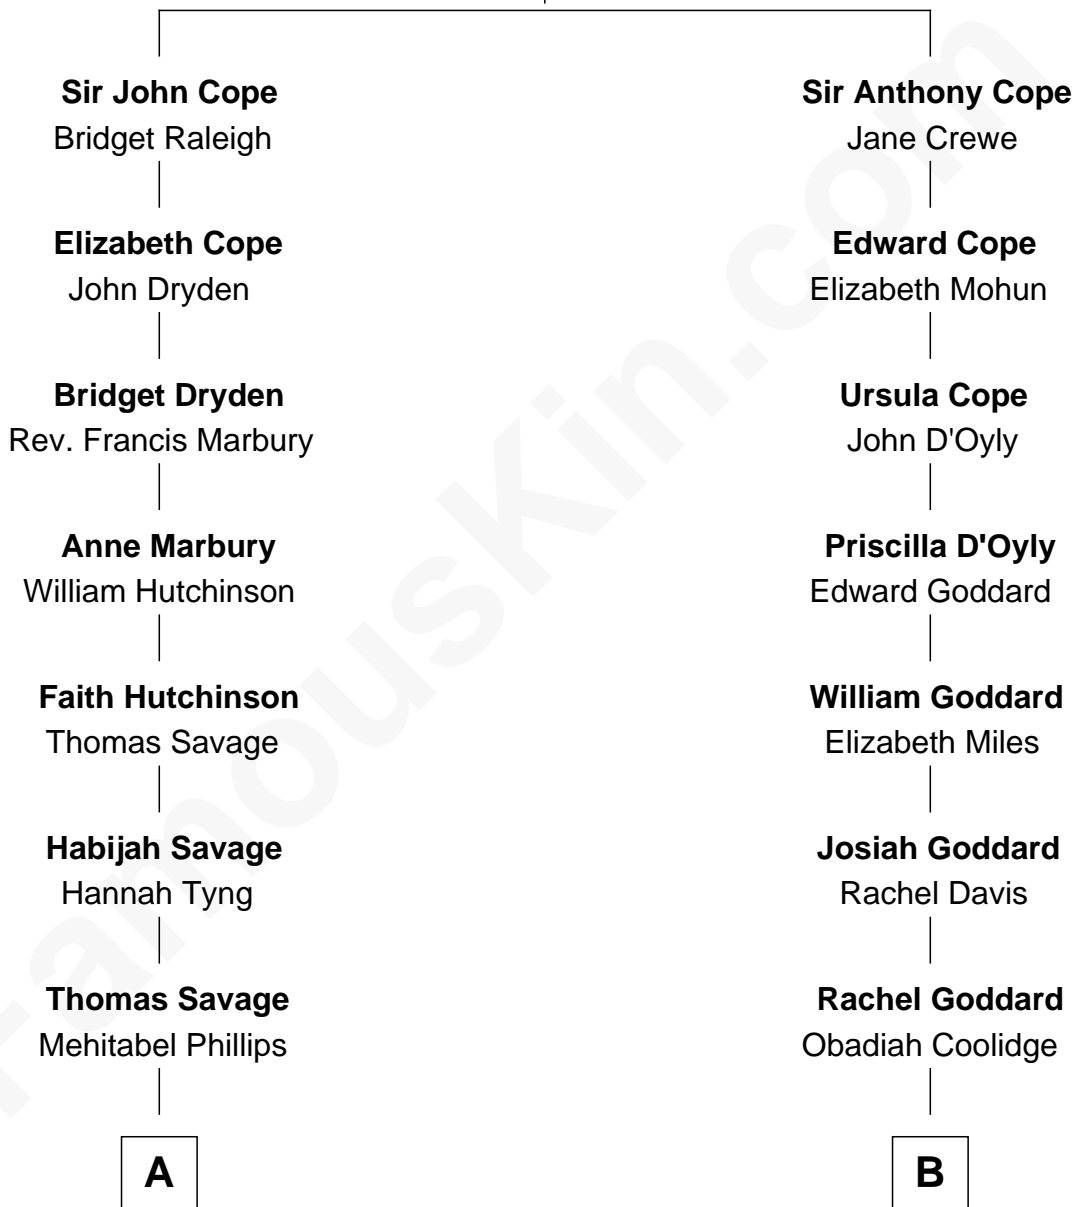 Sir John Cope
Bridget Raleigh
Elizabeth Cope
John Dryden
Bridget Dryden
Rev. Francis Marbury
Anne Marbury
William Hutchinson
Faith Hutchinson
Thomas Savage
Habijah Savage
Hannah Tyng
Thomas Savage
Mehitabel Phillips
A
Sir Anthony Cope
Jane Crewe
Edward Cope
Elizabeth Mohun
Ursula Cope
John D'Oyly
Priscilla D'Oyly
Edward Goddard
William Goddard
Elizabeth Miles
Josiah Goddard
Rachel Davis
Rachel Goddard
Obadiah Coolidge
B
FamousKin.com